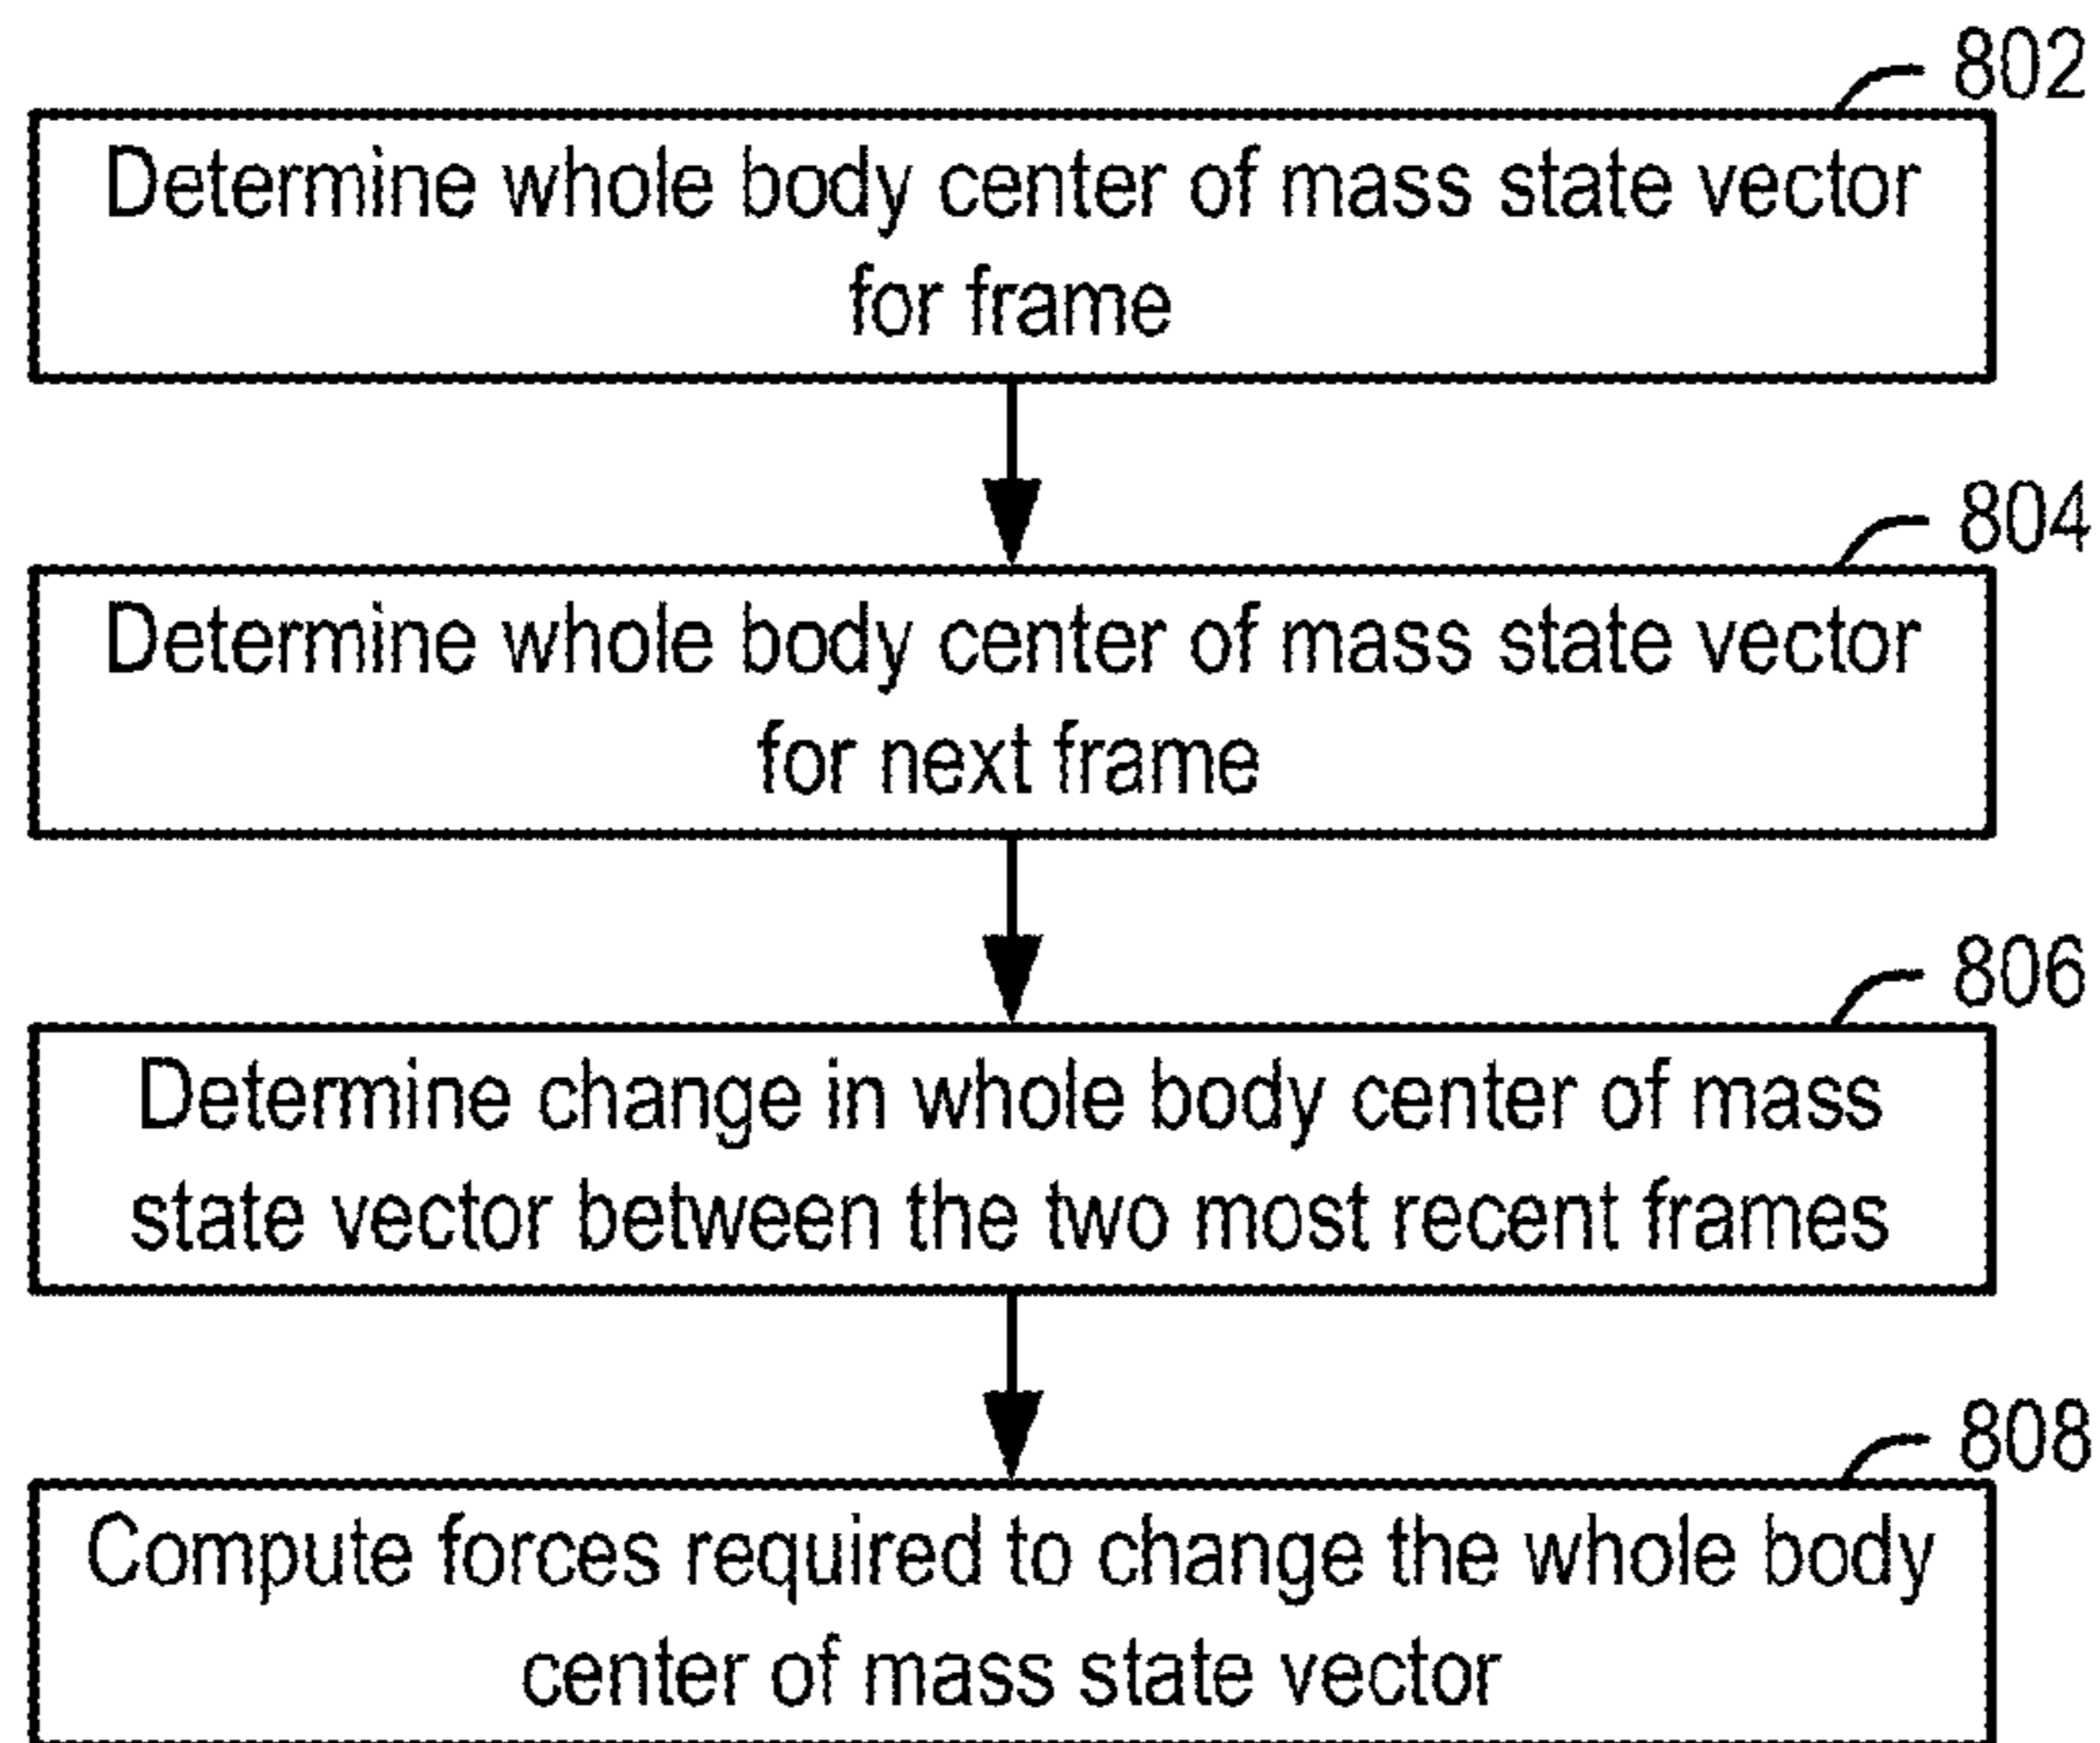 802
Determine whole body center of mass state vector
for frame
804
Determine whole body center of mass state vector
for next frame
806
Determine change in whole body center of mass
state vector between the two most recent frames
808
Compute forces required to change the whole body
center of mass state vector